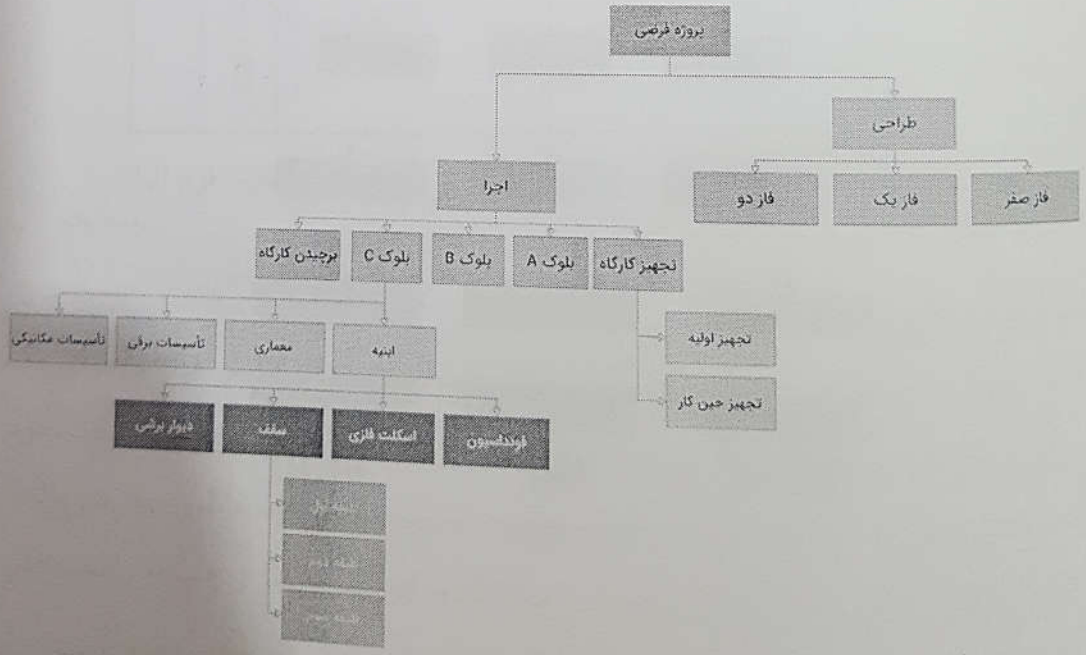 پروژه فرضی
طراحی
اجرا
فاز صفر
فاز یک
فاز دو
تجهیز کارگاه
بلوک A
بلوک B
بلوک C
برچیدن کارگاه
تجهیز اولیه
تجهیز حین کار
ابنیه
معماری
تأسیسات برقی
تأسیسات مکانیکی
فونداسیون
اسکلت فلزی
سقف
دیوار برشی